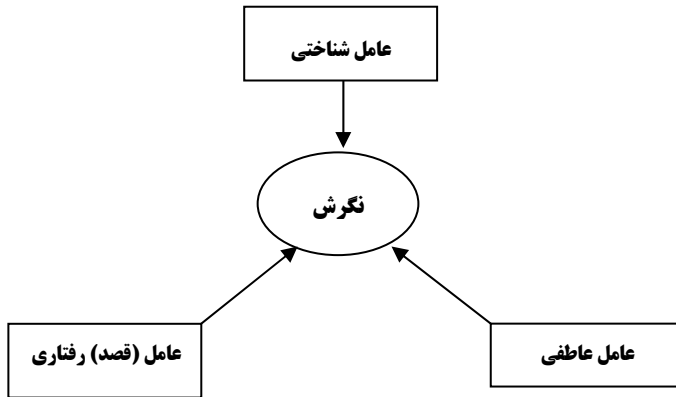 عامل شناختی
نگرش
عامل عاطفی
عامل (قصد) رفتاری